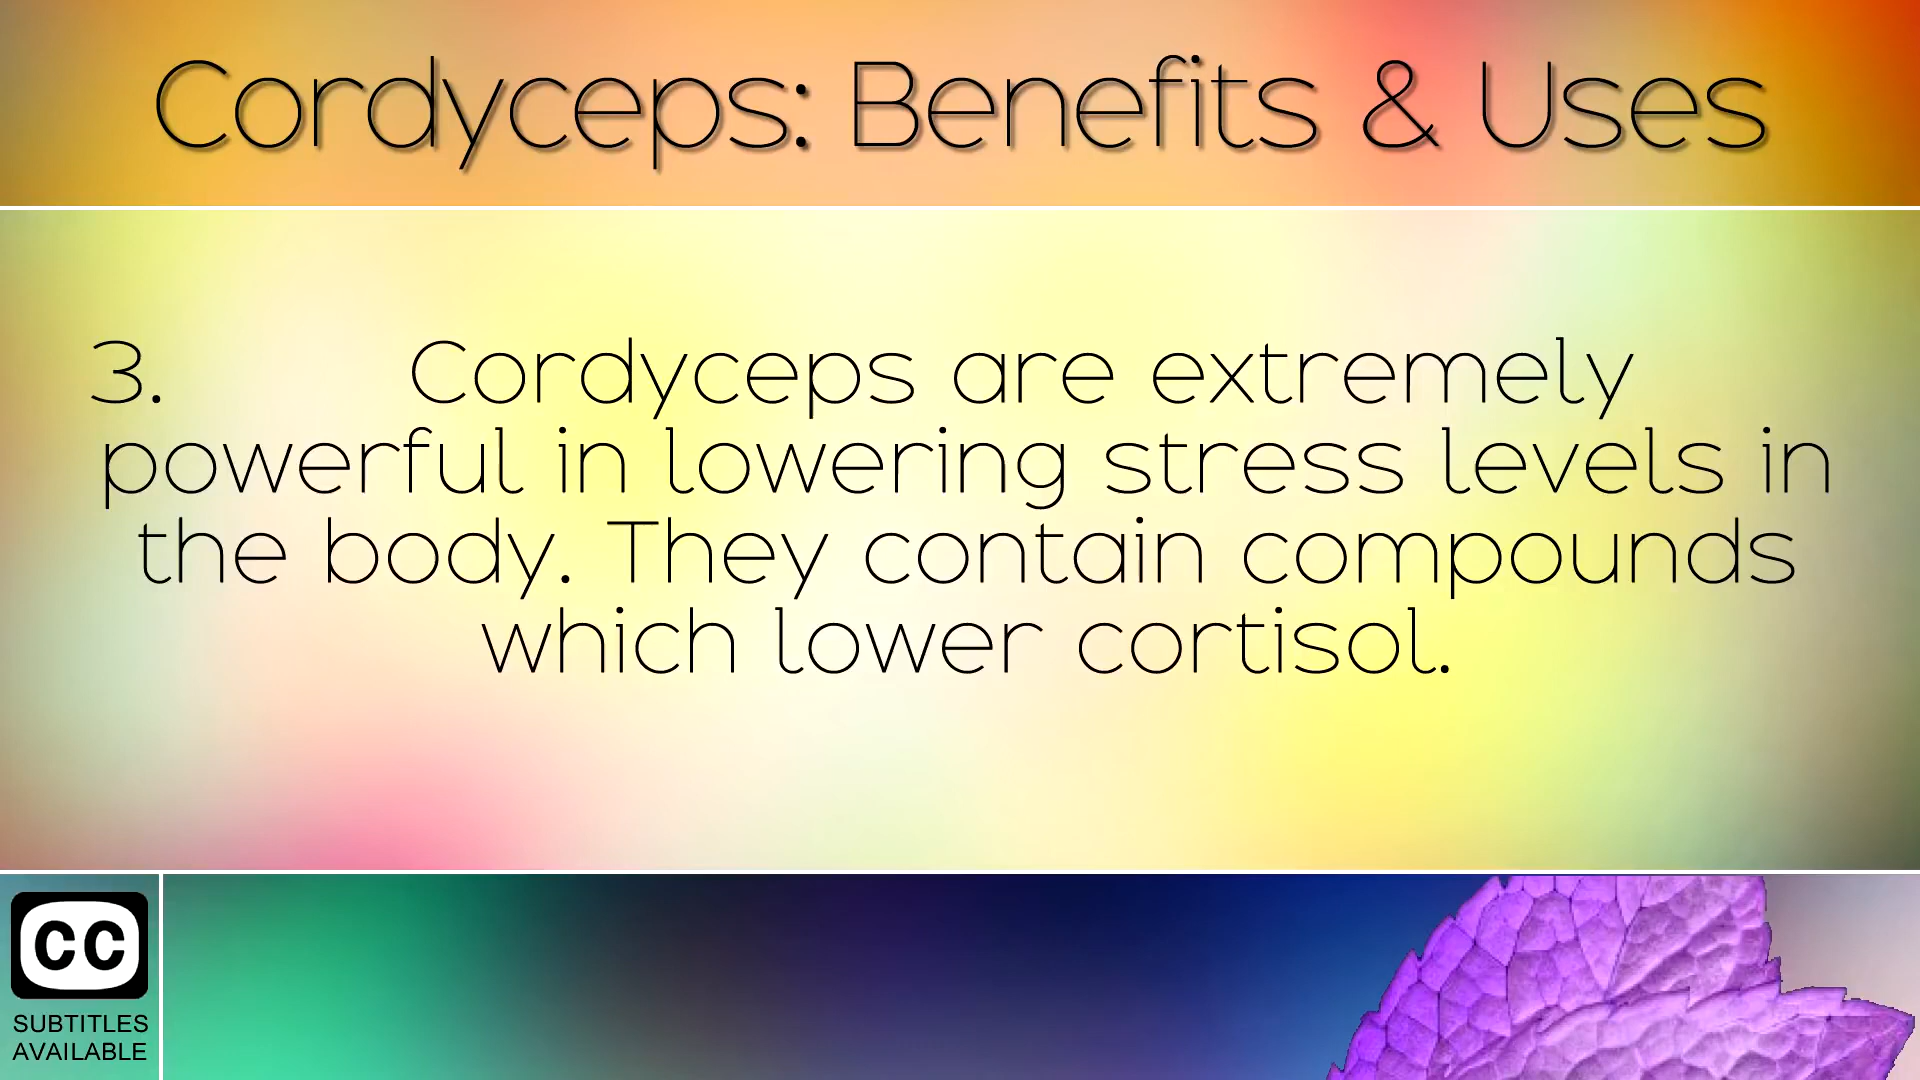 Cordyceps: Benefits & Uses
3. Cordyceps are extremely
powerful in lowering stress levels in
the body. They contain compounds
which lower cortisol.
CC
SUBTITLES
AVAILABLE